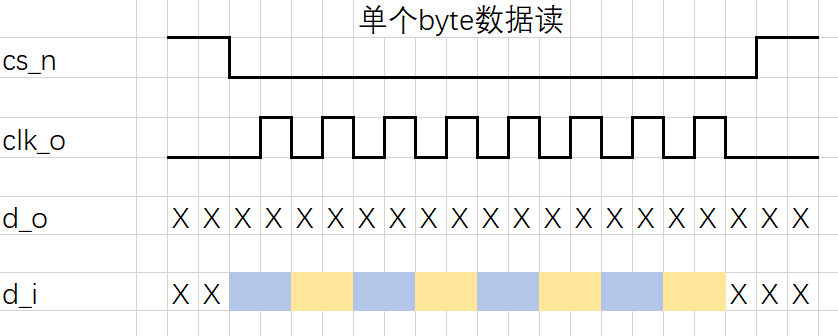 单个byte数据读
cs_n
clk_o
d_o X X X X X X X X X X X X X X X X X X X X X
d_i X X X X X